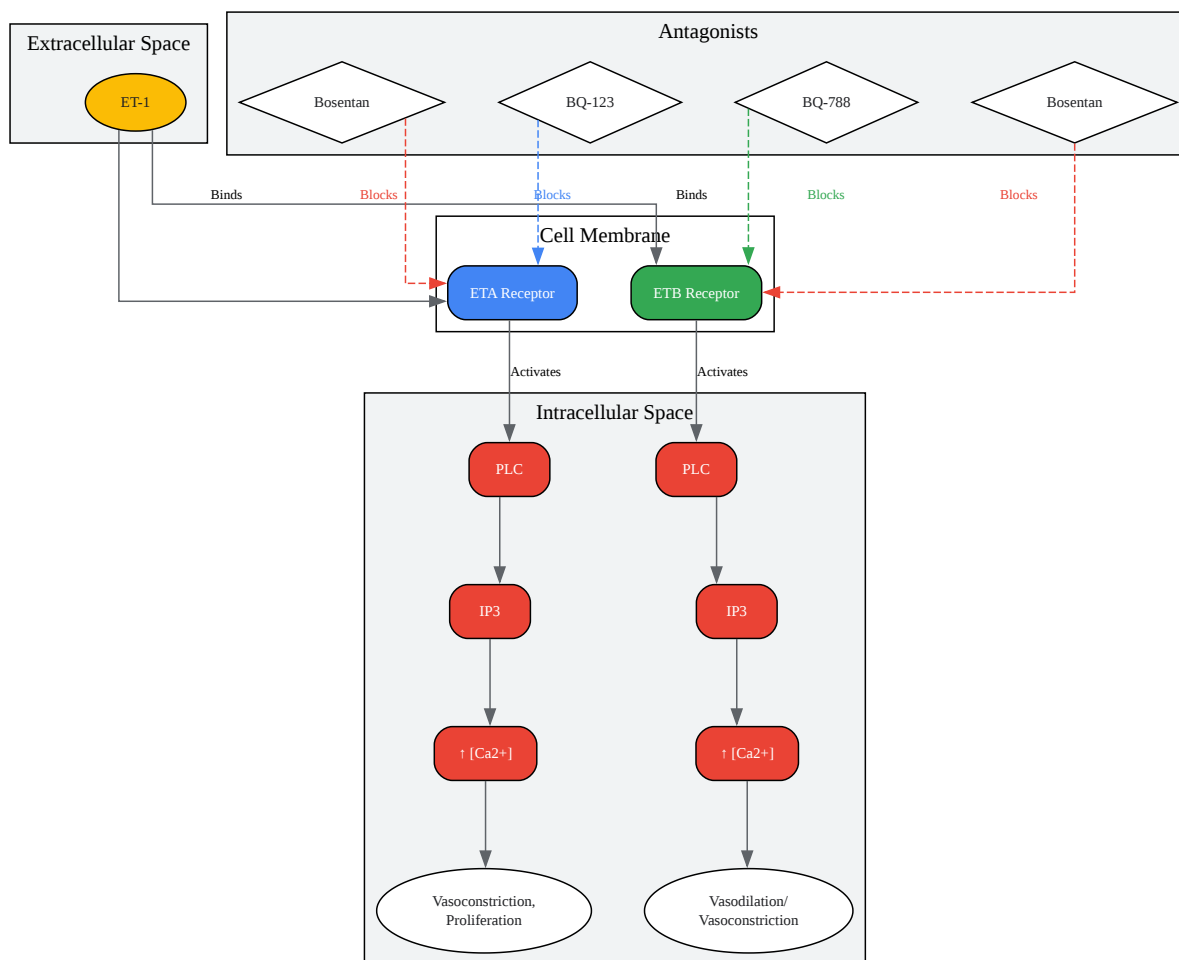 Extracellular Space
Antagonists
ET-1
Bosentan
BQ-123
BQ-788
Bosentan
Binds
Blocks
Blocks
Binds
Blocks
Blocks
Cell Membrane
ETA Receptor
ETB Receptor
Activates
Activates
Intracellular Space
PLC
PLC
IP3
IP3
↑ [Ca2+]
↑ [Ca2+]
Vasoconstriction,
Proliferation
Vasodilation/
Vasoconstriction